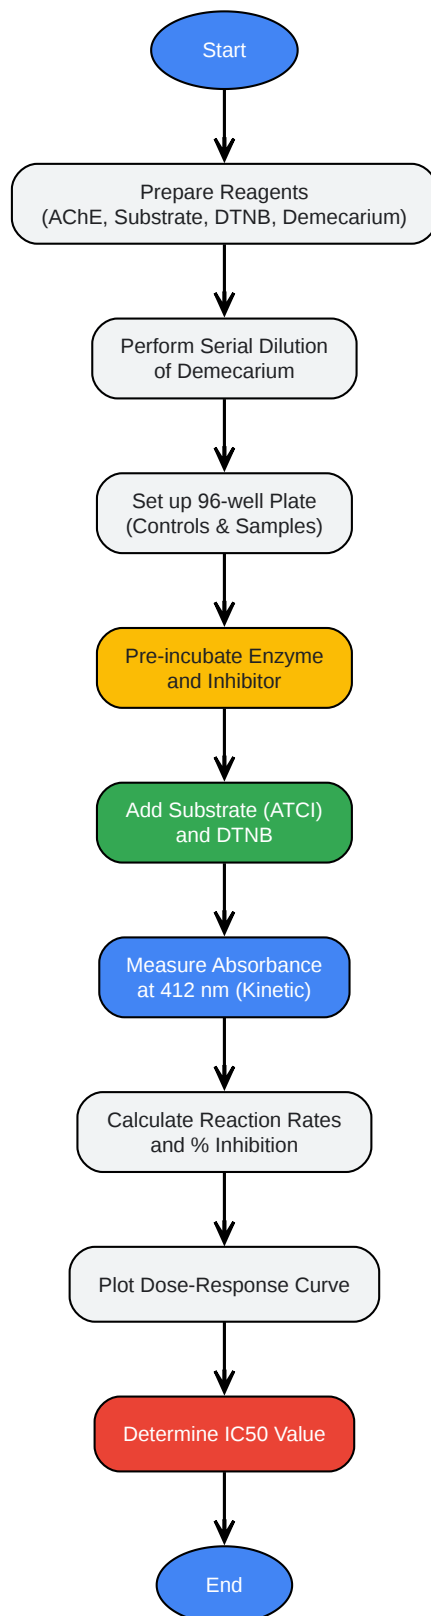 Start
Prepare Reagents
(AChE, Substrate, DTNB, Demecarium)
Perform Serial Dilution
of Demecarium
Set up 96-well Plate
(Controls & Samples)
Pre-incubate Enzyme
and Inhibitor
Add Substrate (ATCI)
and DTNB
Measure Absorbance
at 412 nm (Kinetic)
Calculate Reaction Rates
and % Inhibition
Plot Dose-Response Curve
Determine IC50 Value
End